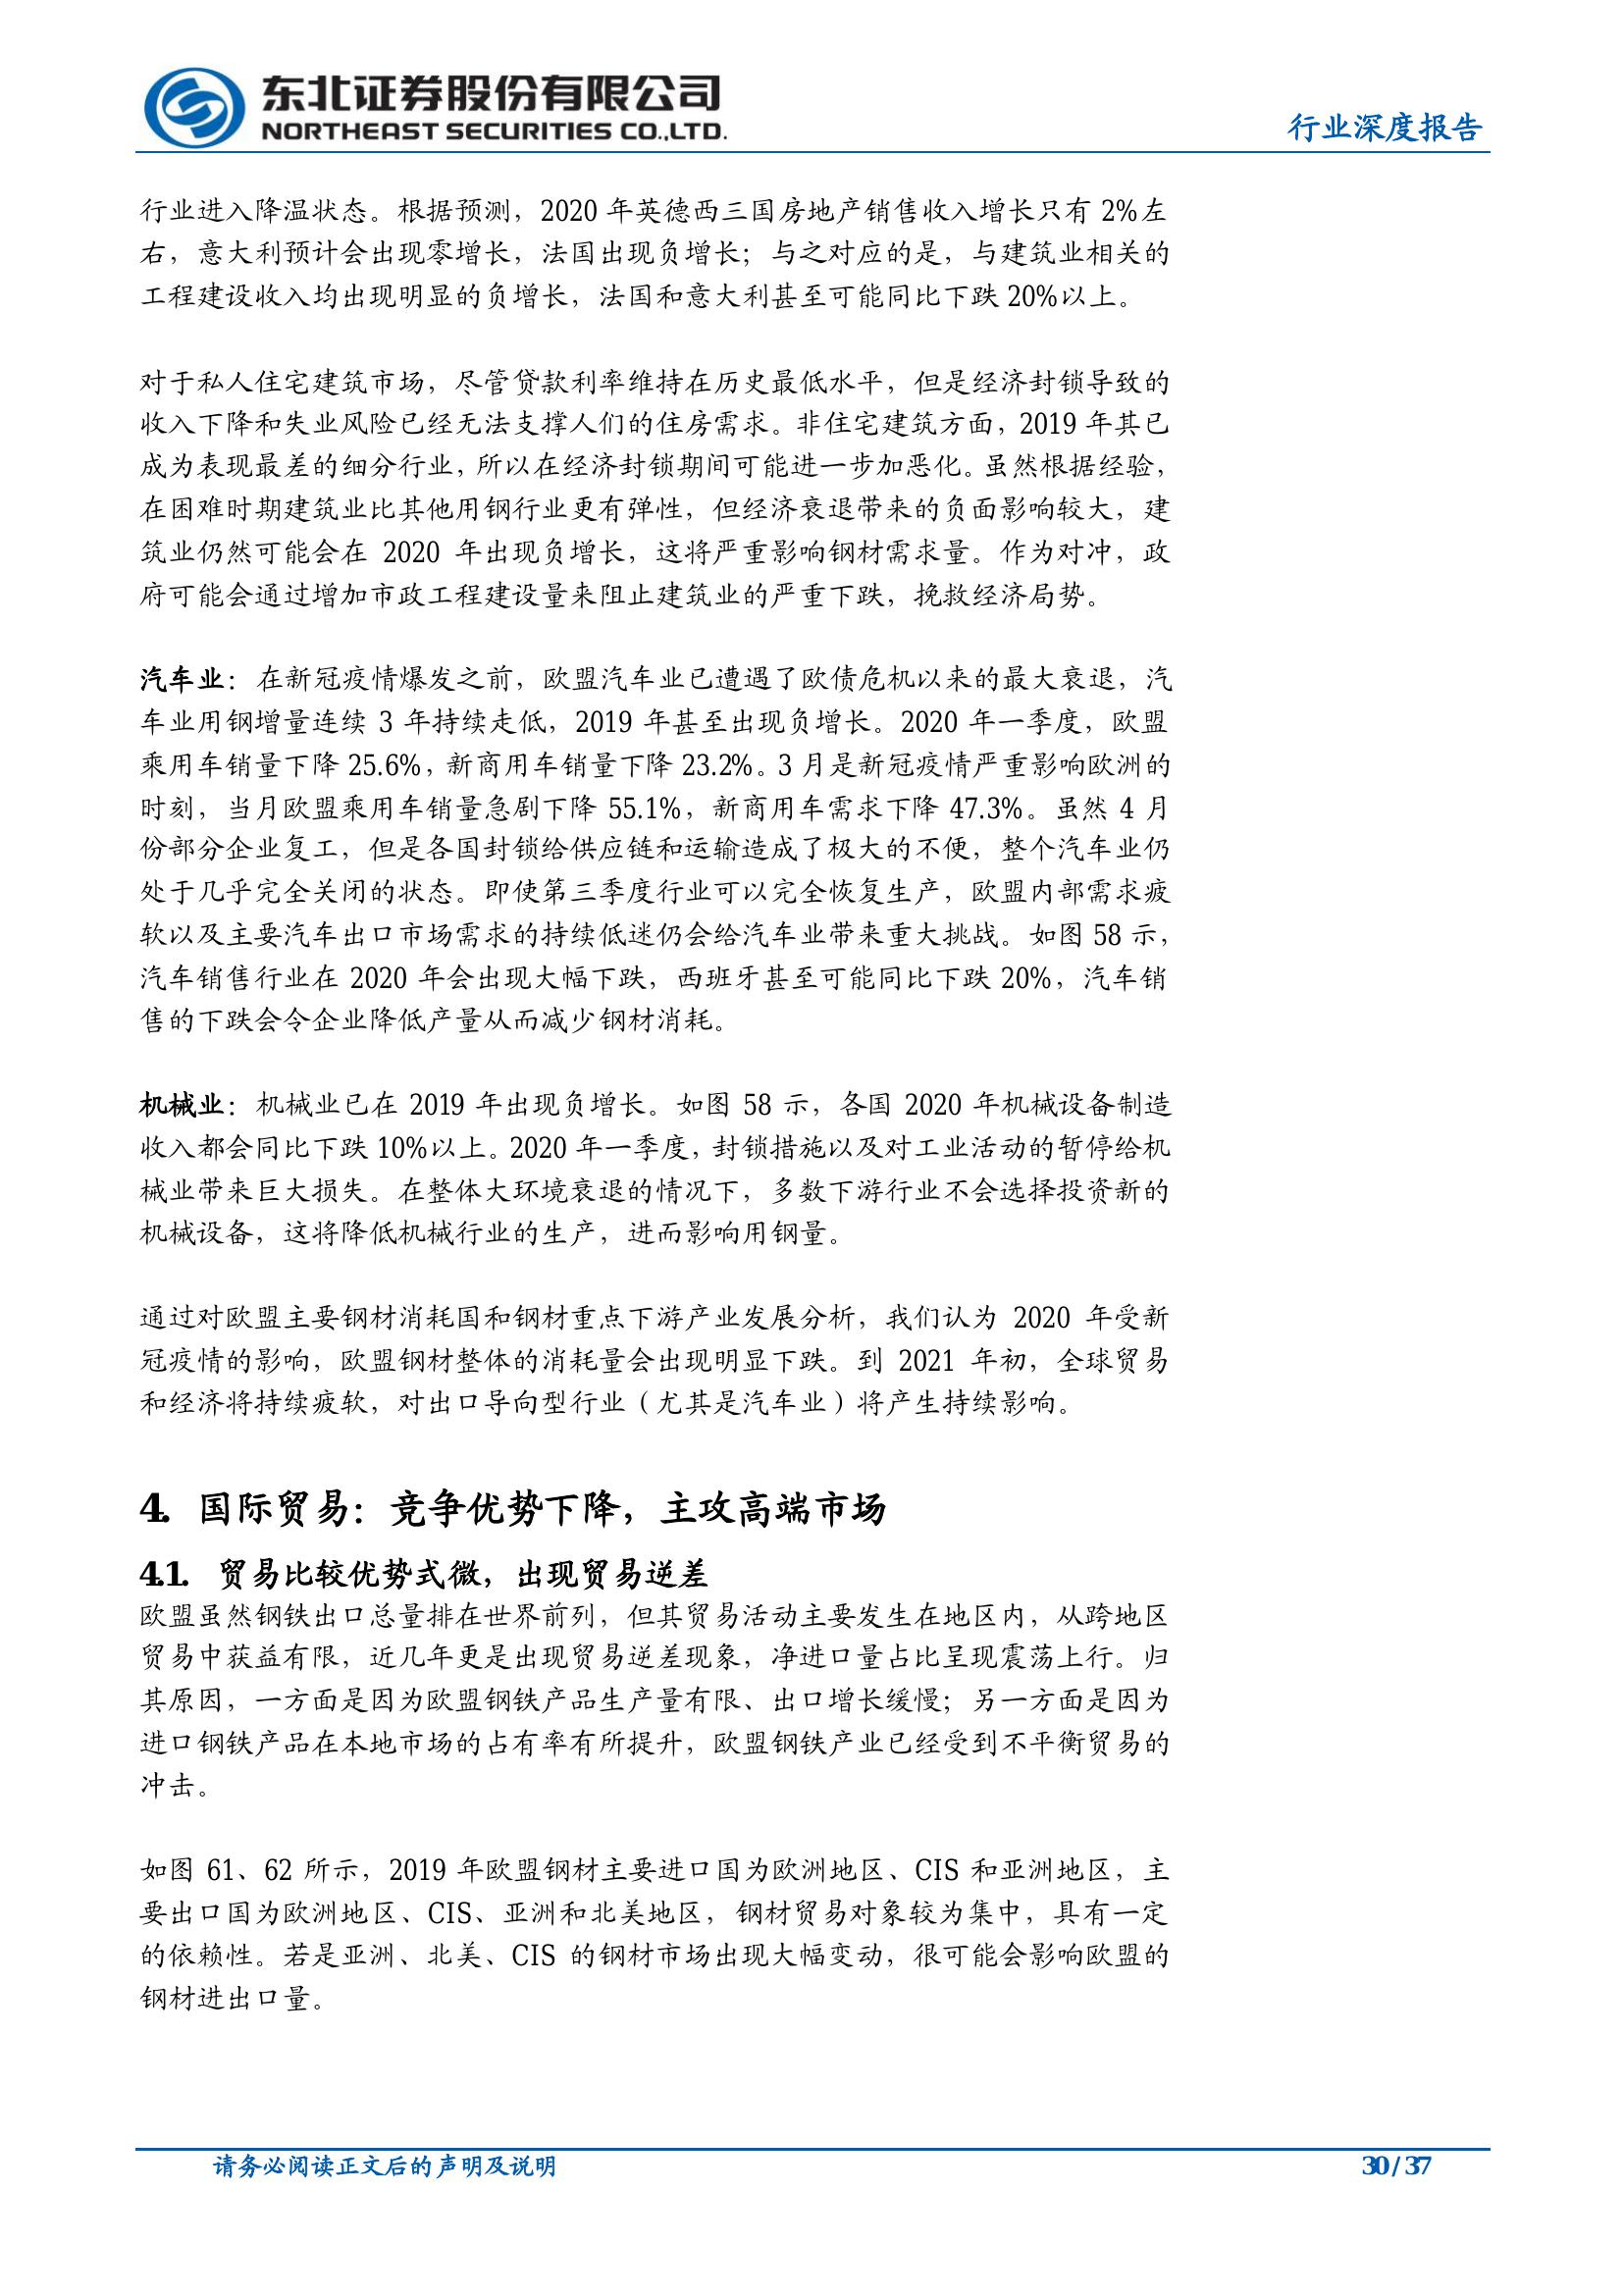 东北证券股份有限公司
NORTHEAST SECURITIES CO.,LTD.
行业深度报告
行业进入降温状态。根据预测，2020 年英德西三国房地产销售收入增长只有 2%左
右，意大利预计会出现零增长，法国出现负增长；与之对应的是，与建筑业相关的
工程建设收入均出现明显的负增长，法国和意大利甚至可能同比下跌 20%以上。
对于私人住宅建筑市场，尽管贷款利率维持在历史最低水平，但是经济封锁导致的
收入下降和失业风险已经无法支撑人们的住房需求。非住宅建筑方面，2019 年其已
成为表现最差的细分行业，所以在经济封锁期间可能进一步加恶化。虽然根据经验，
在困难时期建筑业比其他用钢行业更有弹性，但经济衰退带来的负面影响较大，建
筑业仍然可能会在 2020 年出现负增长，这将严重影响钢材需求量。作为对冲，政
府可能会通过增加市政工程建设量来阻止建筑业的严重下跌，挽救经济局势。
汽车业：在新冠疫情爆发之前，欧盟汽车业已遭遇了欧债危机以来的最大衰退，汽
车业用钢增量连续 3 年持续走低，2019 年甚至出现负增长。2020 年一季度，欧盟
乘用车销量下降 25.6%，新商用车销量下降 23.2%。3 月是新冠疫情严重影响欧洲的
时刻，当月欧盟乘用车销量急剧下降 55.1%，新商用车需求下降 47.3%。虽然 4 月
份部分企业复工，但是各国封锁给供应链和运输造成了极大的不便，整个汽车业仍
处于几乎完全关闭的状态。即使第三季度行业可以完全恢复生产，欧盟内部需求疲
软以及主要汽车出口市场需求的持续低迷仍会给汽车业带来重大挑战。如图 58 示，
汽车销售行业在 2020 年会出现大幅下跌，西班牙甚至可能同比下跌 20%，汽车销
售的下跌会令企业降低产量从而减少钢材消耗。
机械业：机械业已在 2019 年出现负增长。如图 58 示，各国 2020 年机械设备制造
收入都会同比下跌 10%以上。2020 年一季度，封锁措施以及对工业活动的暂停给机
械业带来巨大损失。在整体大环境衰退的情况下，多数下游行业不会选择投资新的
机械设备，这将降低机械行业的生产，进而影响用钢量。
通过对欧盟主要钢材消耗国和钢材重点下游产业发展分析，我们认为 2020 年受新
冠疫情的影响，欧盟钢材整体的消耗量会出现明显下跌。到 2021 年初，全球贸易
和经济将持续疲软，对出口导向型行业（尤其是汽车业）将产生持续影响。
4. 国际贸易：竞争优势下降，主攻高端市场
4.1. 贸易比较优势式微，出现贸易逆差
欧盟虽然钢铁出口总量排在世界前列，但其贸易活动主要发生在地区内，从跨地区
贸易中获益有限，近几年更是出现贸易逆差现象，净进口量占比呈现震荡上行。归
其原因，一方面是因为欧盟钢铁产品生产量有限、出口增长缓慢；另一方面是因为
进口钢铁产品在本地市场的占有率有所提升，欧盟钢铁产业已经受到不平衡贸易的
冲击。
如图 61、62 所示，2019 年欧盟钢材主要进口国为欧洲地区、CIS 和亚洲地区，主
要出口国为欧洲地区、CIS、亚洲和北美地区，钢材贸易对象较为集中，具有一定
的依赖性。若是亚洲、北美、CIS 的钢材市场出现大幅变动，很可能会影响欧盟的
钢材进出口量。
请务必阅读正文后的声明及说明
30 / 37